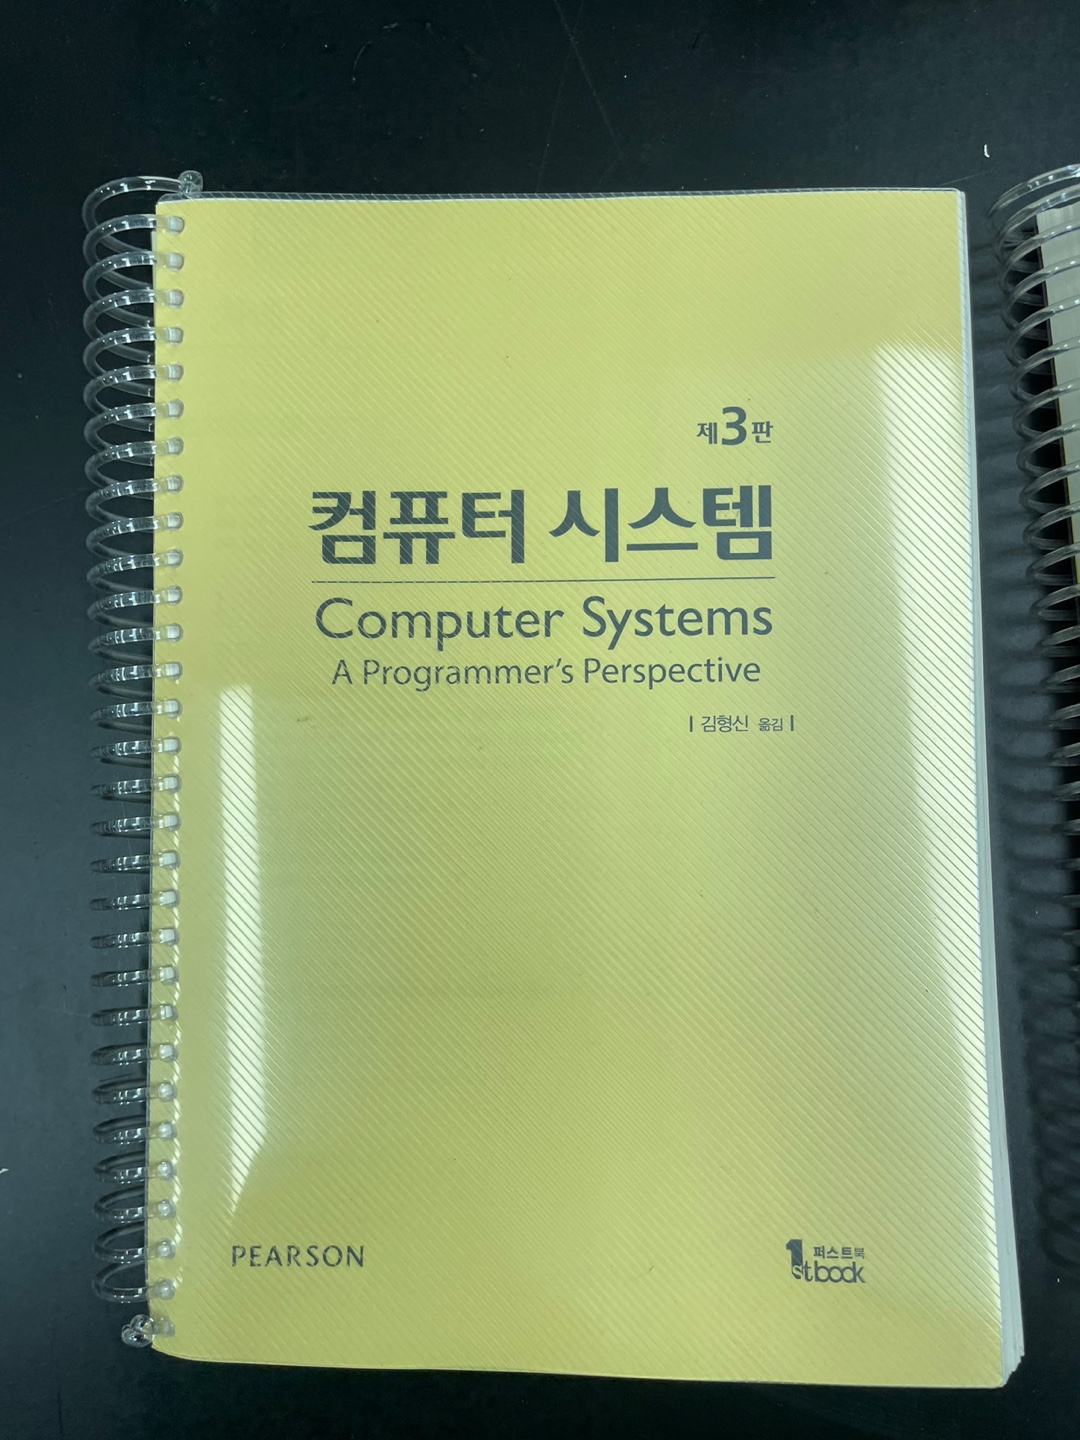 제3판
컴퓨터 시스템
Computer Systems
A Programmer's Perspective
| 김형신 옮김 |
PEARSON
퍼스트북
1st book